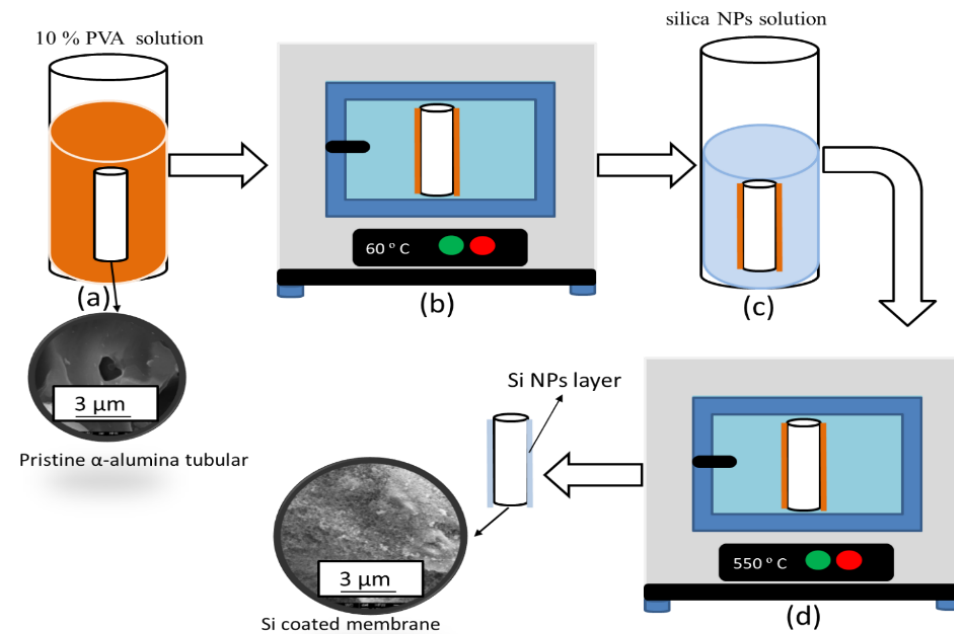 10 % PVA solution
silica NPs solution
60 ° C
(a)
(b)
(c)
3 µm
Pristine α-alumina tubular
Si NPs layer
3 µm
Si coated membrane
550 ° C
(d)